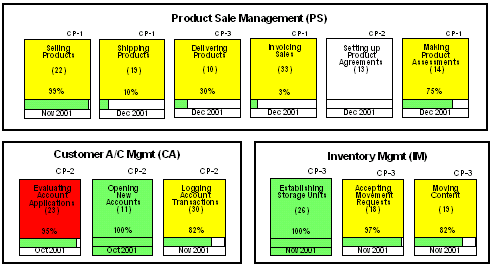 Product Sale Management (PS)
CP-1 CP-1 CP-3 CP-1 CP-2 CP-1
Selling Products (22) 99% Nov 2001
Shipping Products (19) 10% Dec 2001
Delivering Products (10) 30% Dec 2001
Invoicing Sales (33) 3% Dec 2001
Setting up Product Agreements (13) Dec 2001
Making Product Assessments (14) 75% Dec 2001
Customer A/C Mgmt (CA)
CP-2 CP-2 CP-2
Evaluating Account Applications (23) 95% Oct 2001
Opening New Accounts (11) 100% Oct 2001
Logging Account Transactions (30) 82% Nov 2001
Inventory Mgmt (IM)
CP-3 CP-3 CP-3
Establishing Storage Units (26) 100% Nov 2001
Accepting Movement Requests (18) 97% Nov 2001
Moving Content (19) 82% Nov 2001